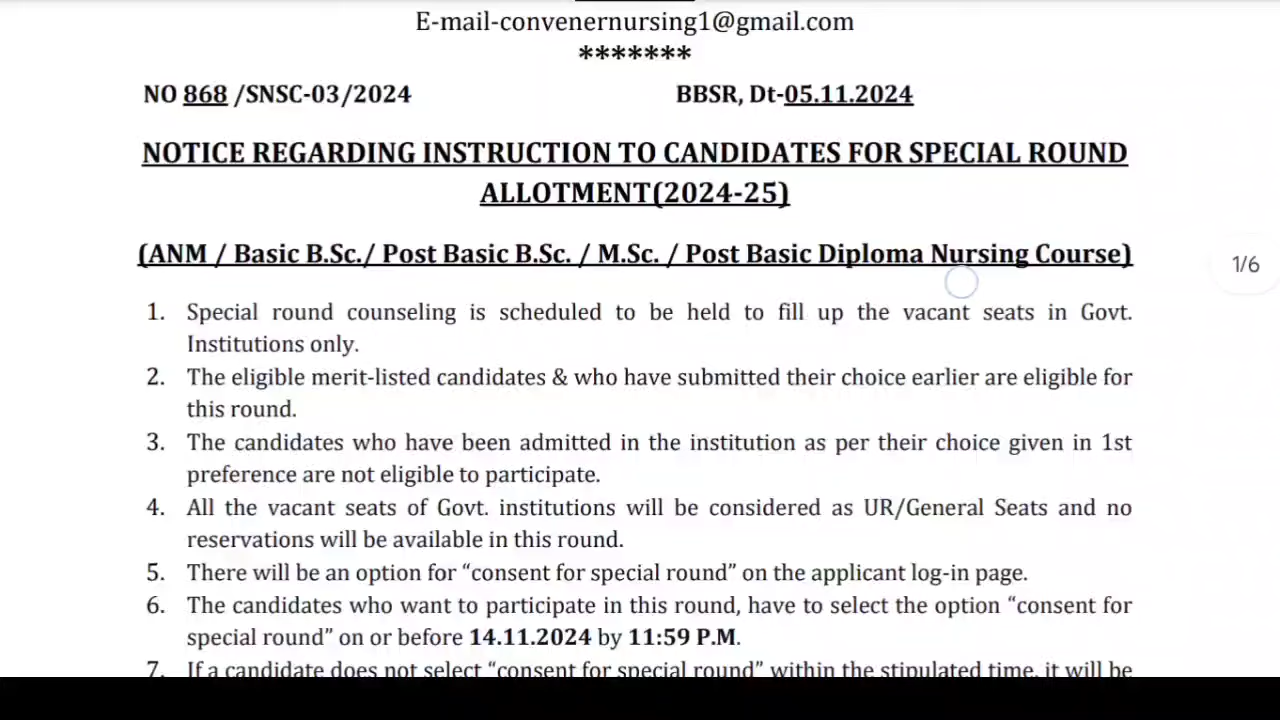 E-mail-convenernursing1@gmail.com
*******
NO 868 /SNSC-03/2024 BBSR, Dt-05.11.2024
NOTICE REGARDING INSTRUCTION TO CANDIDATES FOR SPECIAL ROUND
ALLOTMENT(2024-25)
(ANM / Basic B.Sc./ Post Basic B.Sc. / M.Sc. / Post Basic Diploma Nursing Course)
1/6
1. Special round counseling is scheduled to be held to fill up the vacant seats in Govt.
Institutions only.
2. The eligible merit-listed candidates & who have submitted their choice earlier are eligible for
this round.
3. The candidates who have been admitted in the institution as per their choice given in 1st
preference are not eligible to participate.
4. All the vacant seats of Govt. institutions will be considered as UR/General Seats and no
reservations will be available in this round.
5. There will be an option for “consent for special round” on the applicant log-in page.
6. The candidates who want to participate in this round, have to select the option “consent for
special round” on or before 14.11.2024 by 11:59 P.M.
7. If a candidate does not select “consent for special round” within the stipulated time, it will be